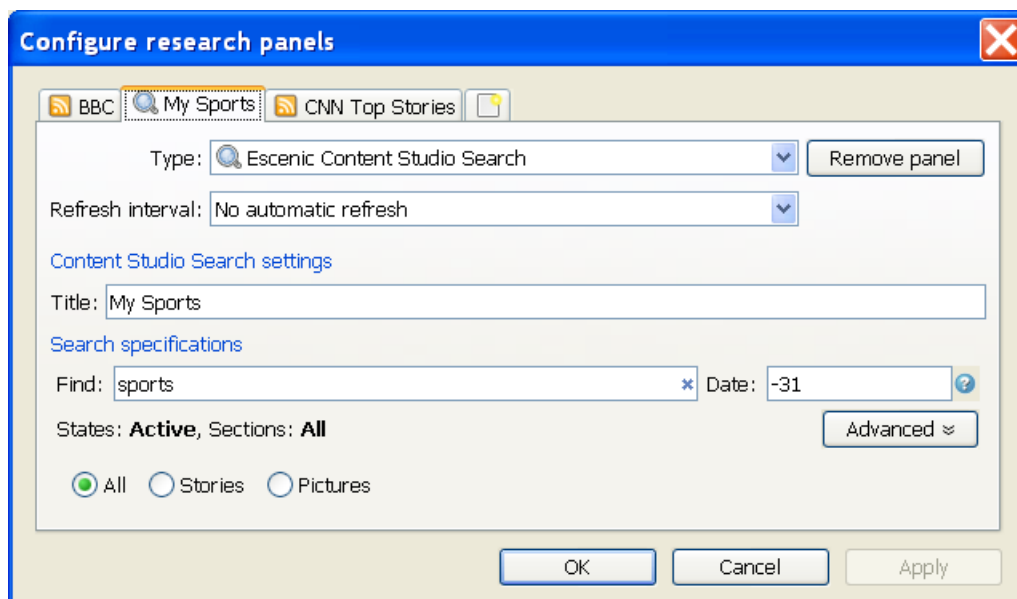 Configure research panels
BBC My Sports CNN Top Stories
Type: Escenic Content Studio Search Remove panel
Refresh interval: No automatic refresh
Content Studio Search settings
Title: My Sports
Search specifications
Find: sports Date: -31
States: Active, Sections: All Advanced
All Stories Pictures
OK Cancel Apply